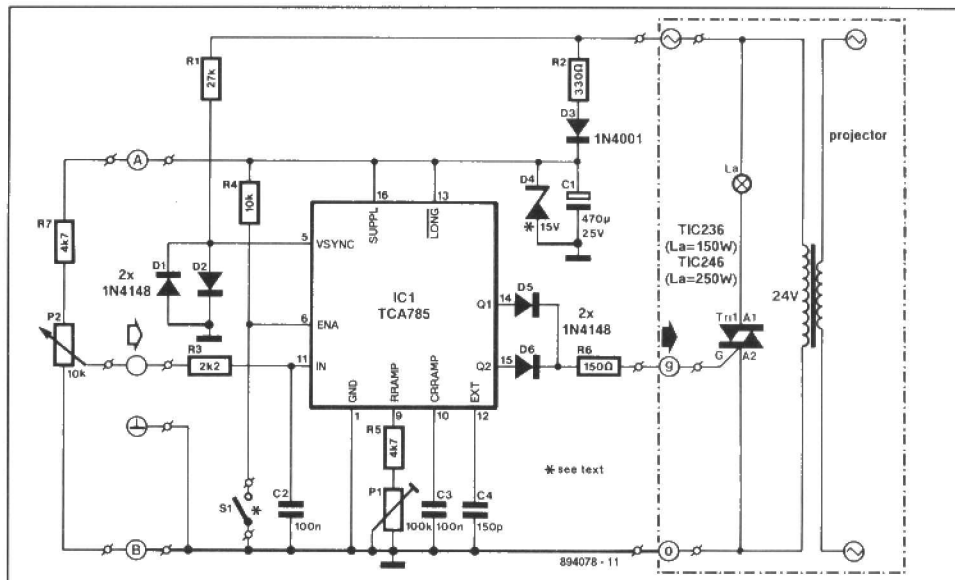 R1
27k
R2
330Ω
D3
1N4001
projector
A
R7
4k7
R4
10k
16
SUPPL
13
LONG
D4
* 15V
C1
470µ
25V
La
TIC236
(La=150W)
TIC246
(La=250W)
24V
5
VSYNC
D1
D2
2x
1N4148
IC1
TCA785
Q1
14
D5
2x
1N4148
6
ENA
P2
10k
R3
2k2
11
IN
Q2
15
D6
R6
150Ω
g
Tri1
A1
G
A2
GND
RRAMP
CRRAMP
EXT
1
9
10
12
R5
4k7
* see text
S1
*
C2
100n
P1
100k
C3
100n
C4
150p
B
894078 - 11
0